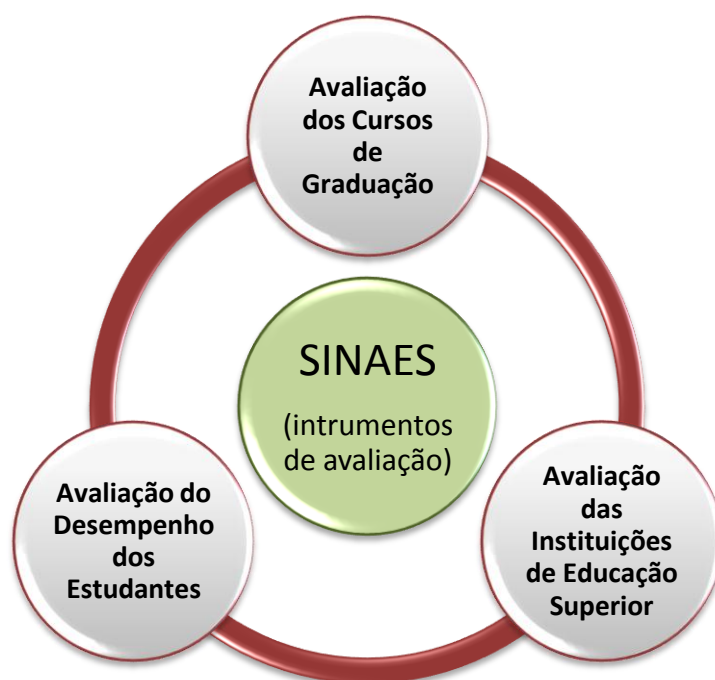 Avaliação
dos Cursos
de
Graduação
SINAES
(intrumentos
de avaliação)
Avaliação do
Desempenho
dos
Estudantes
Avaliação
das
Instituições
de Educação
Superior